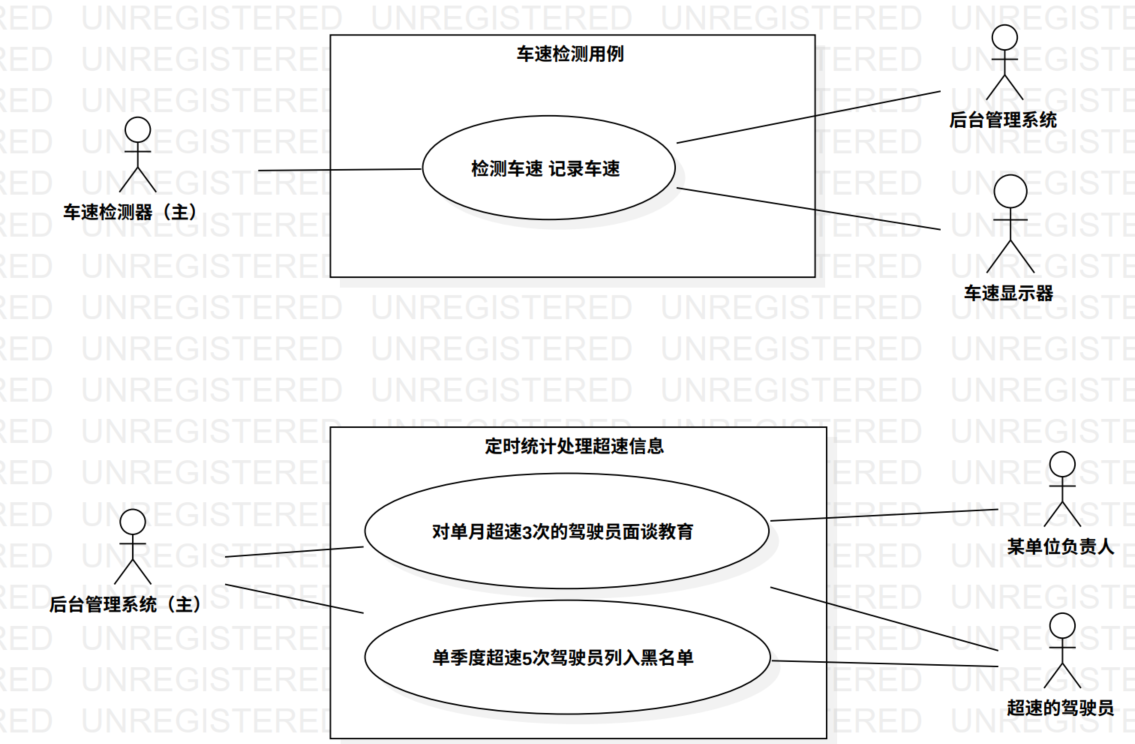 车速检测用例
后台管理系统
检测车速 记录车速
车速检测器（主）
车速显示器
定时统计处理超速信息
对单月超速3次的驾驶员面谈教育
某单位负责人
后台管理系统（主）
单季度超速5次驾驶员列入黑名单
超速的驾驶员
UNREGISTERED